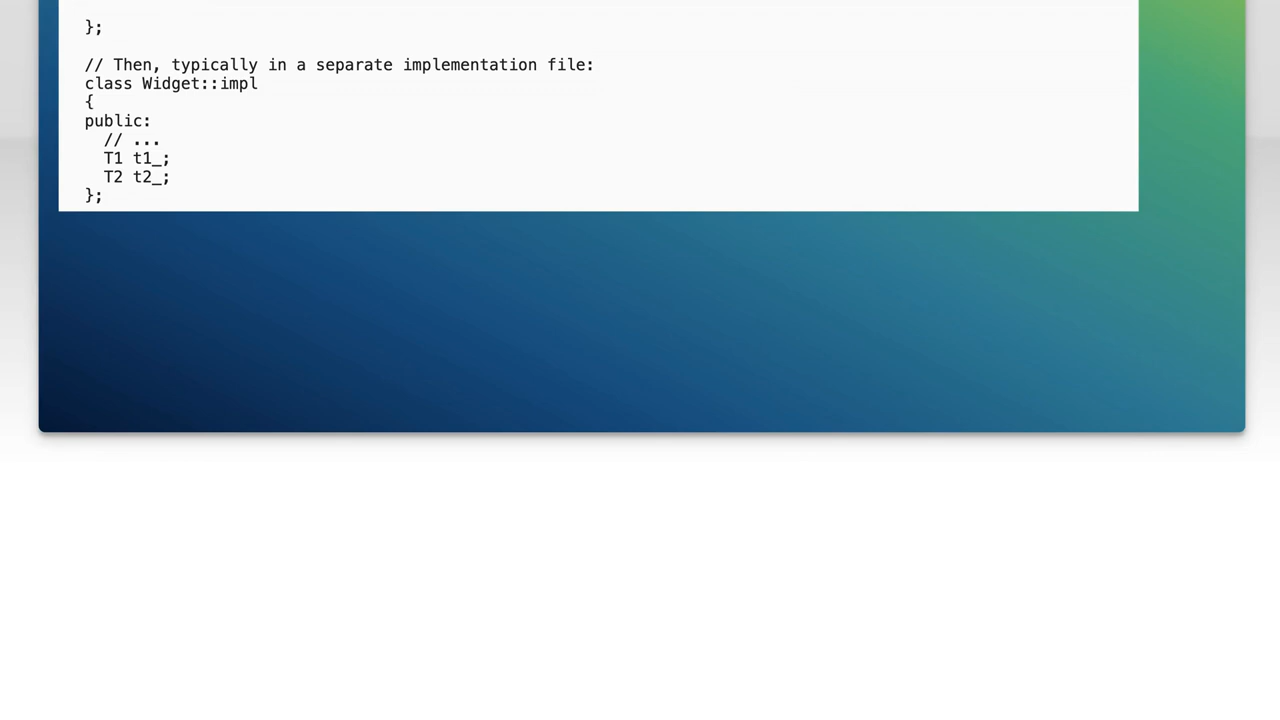 };
// Then, typically in a separate implementation file:
class Widget::impl
{
public:
  // ...
  T1 t1_;
  T2 t2_;
};